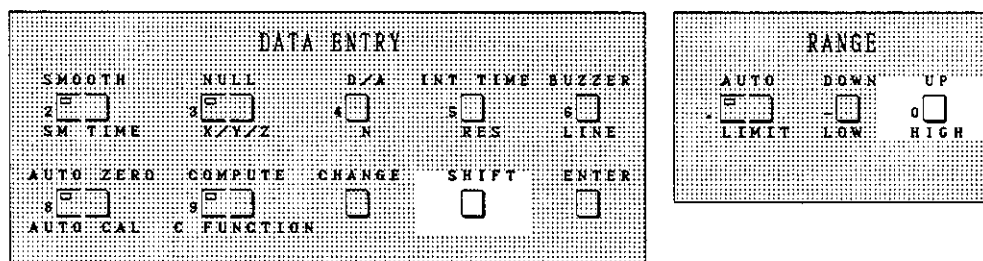 DATA ENTRY
SMOOTH NULL D/A INT TIME BUZZER
2 3 4 5 6
SM TIME X/Y/Z N RES LINE
AUTO ZERO COMPUTE CHANGE SHIFT ENTER
8 9
AUTO CAL C FUNCTION
RANGE
AUTO DOWN UP
. - 0
LIMIT LOW HIGH